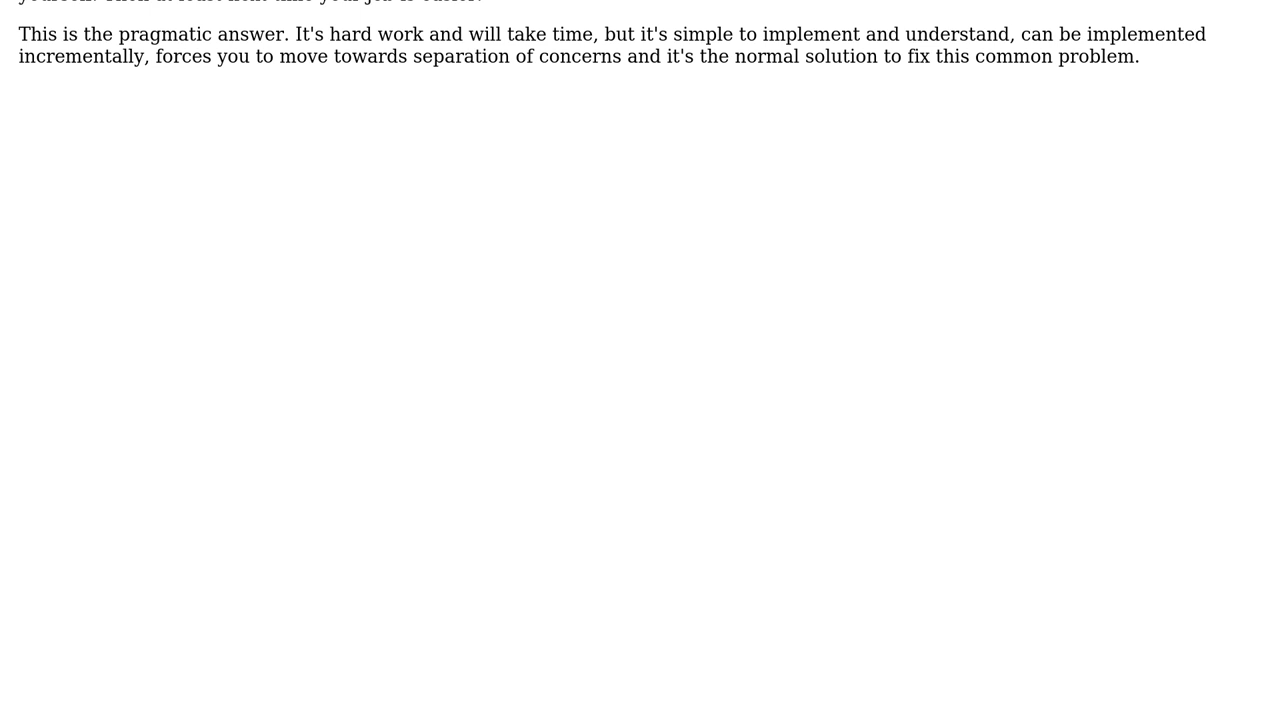 This is the pragmatic answer. It's hard work and will take time, but it's simple to implement and understand, can be implemented
incrementally, forces you to move towards separation of concerns and it's the normal solution to fix this common problem.